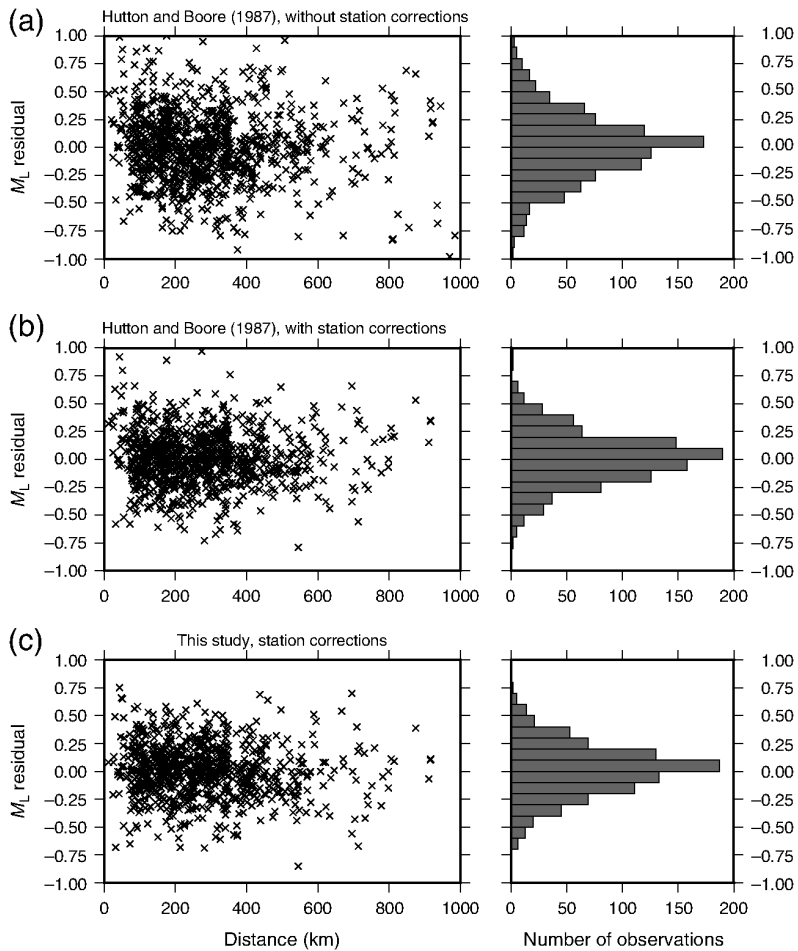 (a) Hutton and Boore (1987), without station corrections
1.00 1.00
0.75 0.75
0.50 0.50
0.25 0.25
0.00 0.00
−0.25 −0.25
−0.50 −0.50
−0.75 −0.75
−1.00 −1.00
ML residual
0 200 400 600 800 1000 0 50 100 150 200
(b) Hutton and Boore (1987), with station corrections
1.00 1.00
0.75 0.75
0.50 0.50
0.25 0.25
0.00 0.00
−0.25 −0.25
−0.50 −0.50
−0.75 −0.75
−1.00 −1.00
ML residual
0 200 400 600 800 1000 0 50 100 150 200
(c) This study, station corrections
1.00 1.00
0.75 0.75
0.50 0.50
0.25 0.25
0.00 0.00
−0.25 −0.25
−0.50 −0.50
−0.75 −0.75
−1.00 −1.00
ML residual
0 200 400 600 800 1000 0 50 100 150 200
Distance (km) Number of observations